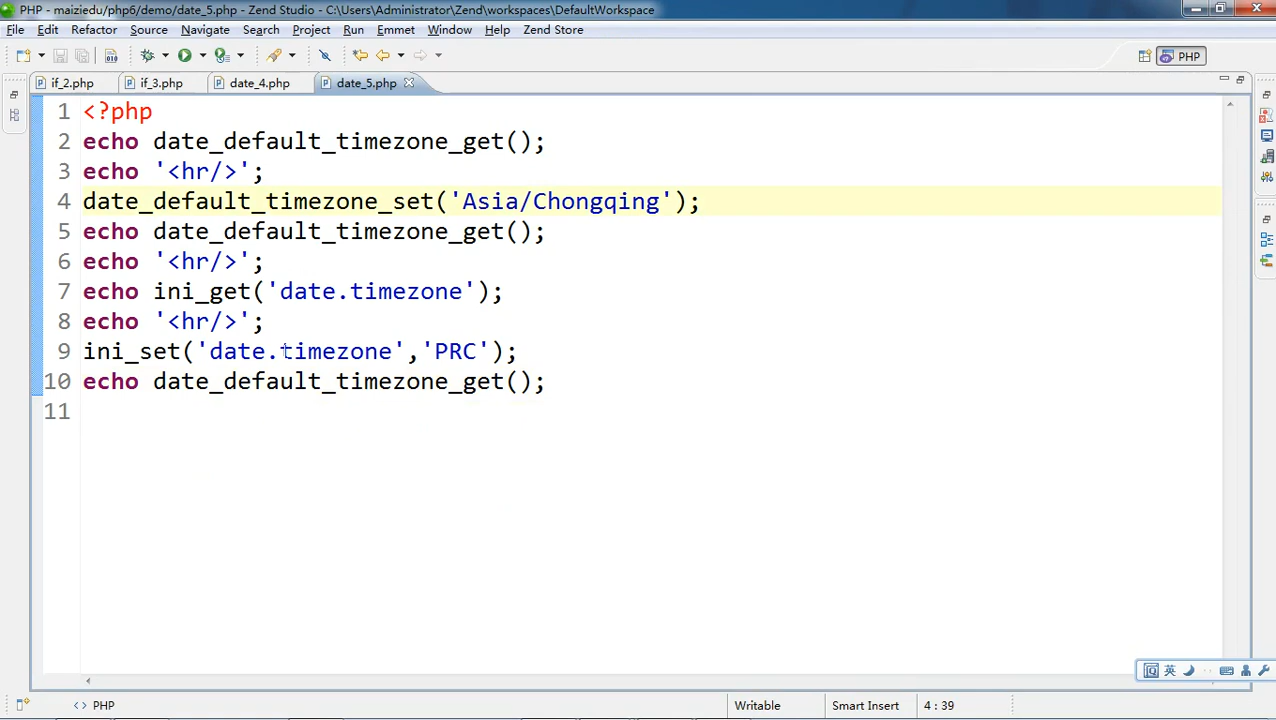 PHP - maiziedu/php6/demo/date_5.php - Zend Studio - C:\Users\Administrator\Zend\workspaces\DefaultWorkspace
File Edit Refactor Source Navigate Search Project Run Emmet Window Help Zend Store
PHP
if_2.php if_3.php date_4.php date_5.php
1 <?php
2 echo date_default_timezone_get();
3 echo '<hr/>';
4 date_default_timezone_set('Asia/Chongqing');
5 echo date_default_timezone_get();
6 echo '<hr/>';
7 echo ini_get('date.timezone');
8 echo '<hr/>';
9 ini_set('date.timezone','PRC');
10 echo date_default_timezone_get();
11
英
<> PHP Writable Smart Insert 4 : 39